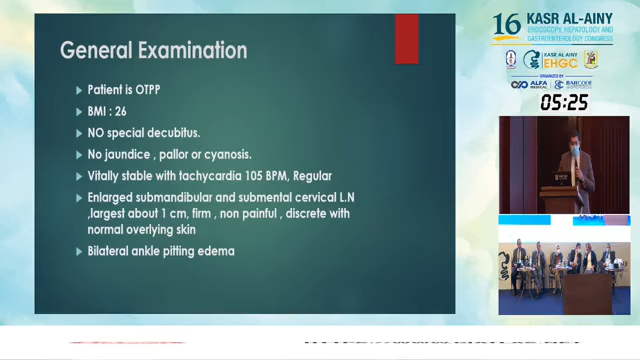 General Examination
Patient is OTPP
BMI : 26
NO special decubitus.
No jaundice , pallor or cyanosis.
Vitally stable with tachycardia 105 BPM, Regular
Enlarged submandibular and submental cervical L.N
,largest about 1 cm, firm , non painful , discrete with
normal overlying skin
Bilateral ankle pitting edema
16 KASR AL-AINY
ENDOSCOPY, HEPATOLOGY AND
GASTROENTEROLOGY CONGRESS
KASR AL-AINY
EHGC
ORGANIZED BY
ALFA
MEDICAL
BARCODE
05:25